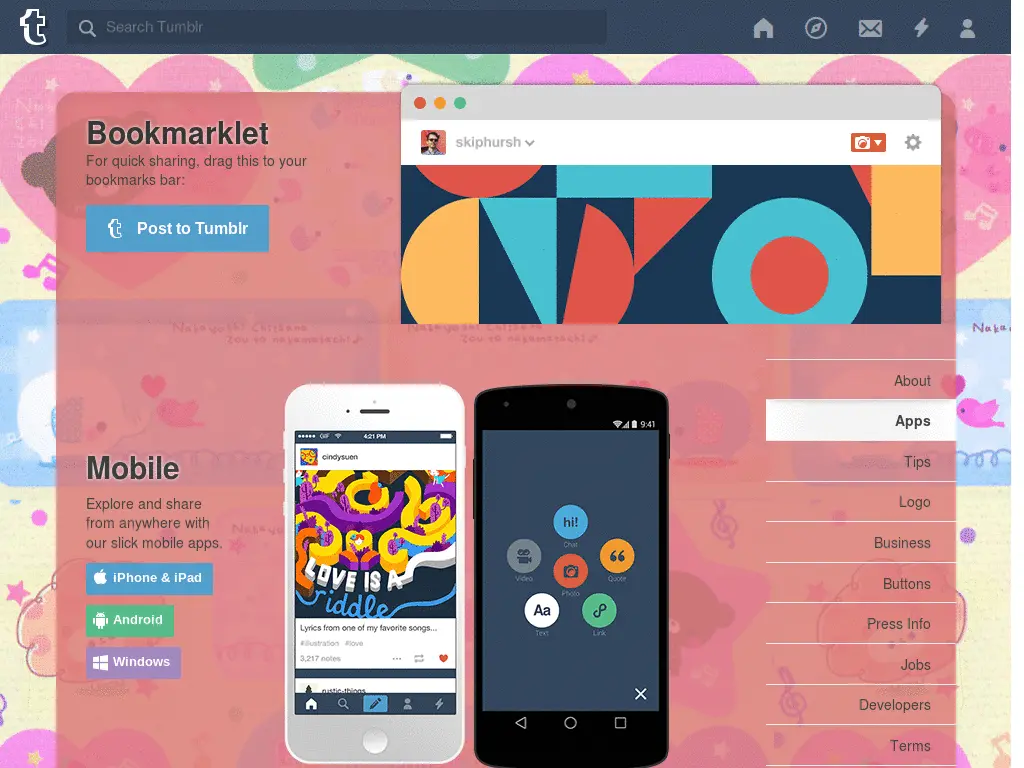 Search Tumblr
Bookmarklet
For quick sharing, drag this to your
bookmarks bar:
Post to Tumblr
skiphursh
Mobile
Explore and share
from anywhere with
our slick mobile apps.
iPhone & iPad
Android
Windows
GIF
4:21 PM
cindysuen
LOVE IS A
riddle
Lyrics from one of my favorite songs...
#illustration #love
3,217 notes
rustic-things
9:41
hi!
Chat
Video
Quote
Photo
Aa
Text
Link
About
Apps
Tips
Logo
Business
Buttons
Press Info
Jobs
Developers
Terms